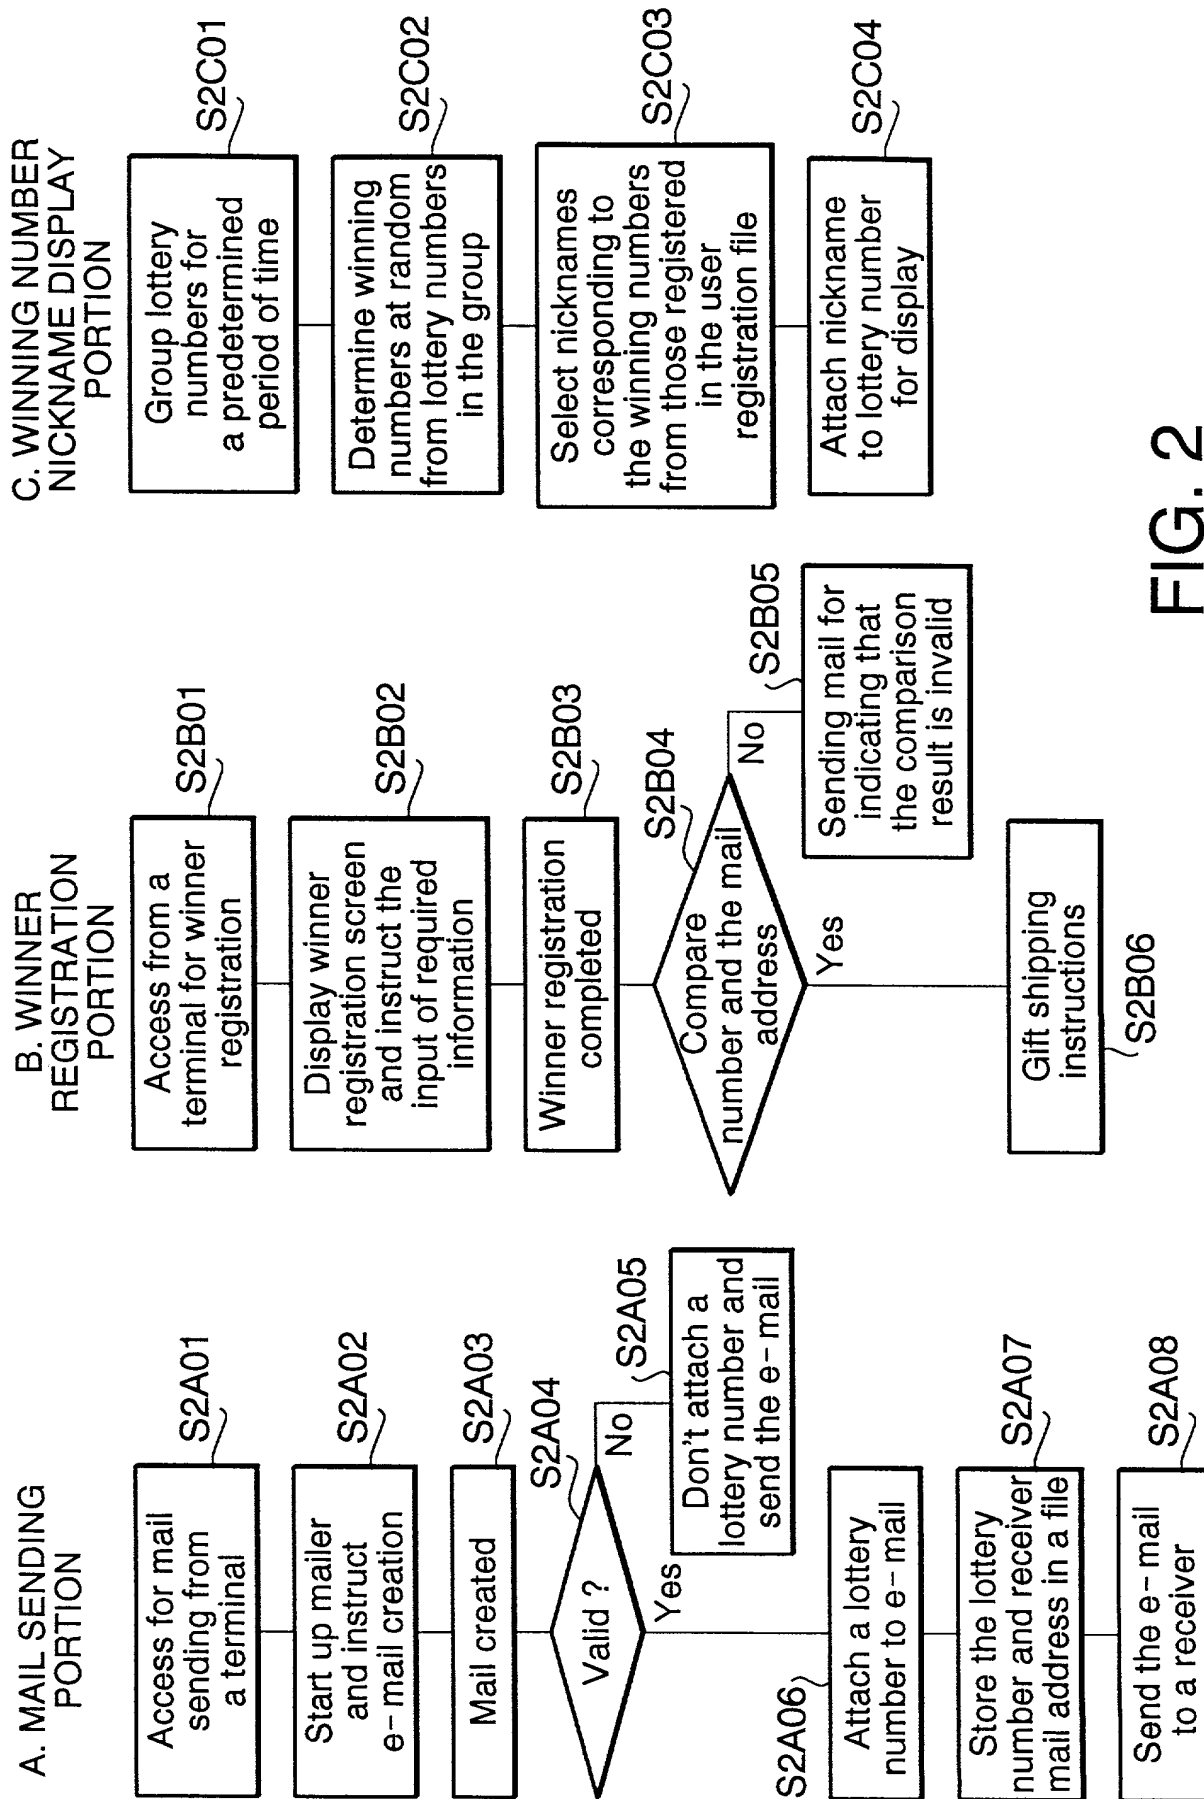 A. MAIL SENDING
PORTION
Access for mail
sending from
a terminal
S2A01
Start up mailer
and instruct
e-mail creation
S2A02
Mail created
S2A03
Valid ?
S2A04
No
Don't attach a
lottery number and
send the e-mail
S2A05
Yes
S2A06
Attach a lottery
number to e-mail
Store the lottery
number and receiver
mail address in a file
S2A07
Send the e-mail
to a receiver
S2A08
B. WINNER
REGISTRATION
PORTION
Access from a
terminal for winner
registration
S2B01
Display winner
registration screen
and instruct the
input of required
information
S2B02
Winner registration
completed
S2B03
Compare
number and the mail
address
S2B04
No
Sending mail for
indicating that
the comparison
result is invalid
S2B05
Yes
Gift shipping
instructions
S2B06
C. WINNING NUMBER
NICKNAME DISPLAY
PORTION
Group lottery
numbers for
a predetermined
period of time
S2C01
Determine winning
numbers at random
from lottery numbers
in the group
S2C02
Select nicknames
corresponding to
the winning numbers
from those registered
in the user
registration file
S2C03
Attach nickname
to lottery number
for display
S2C04
FIG. 2